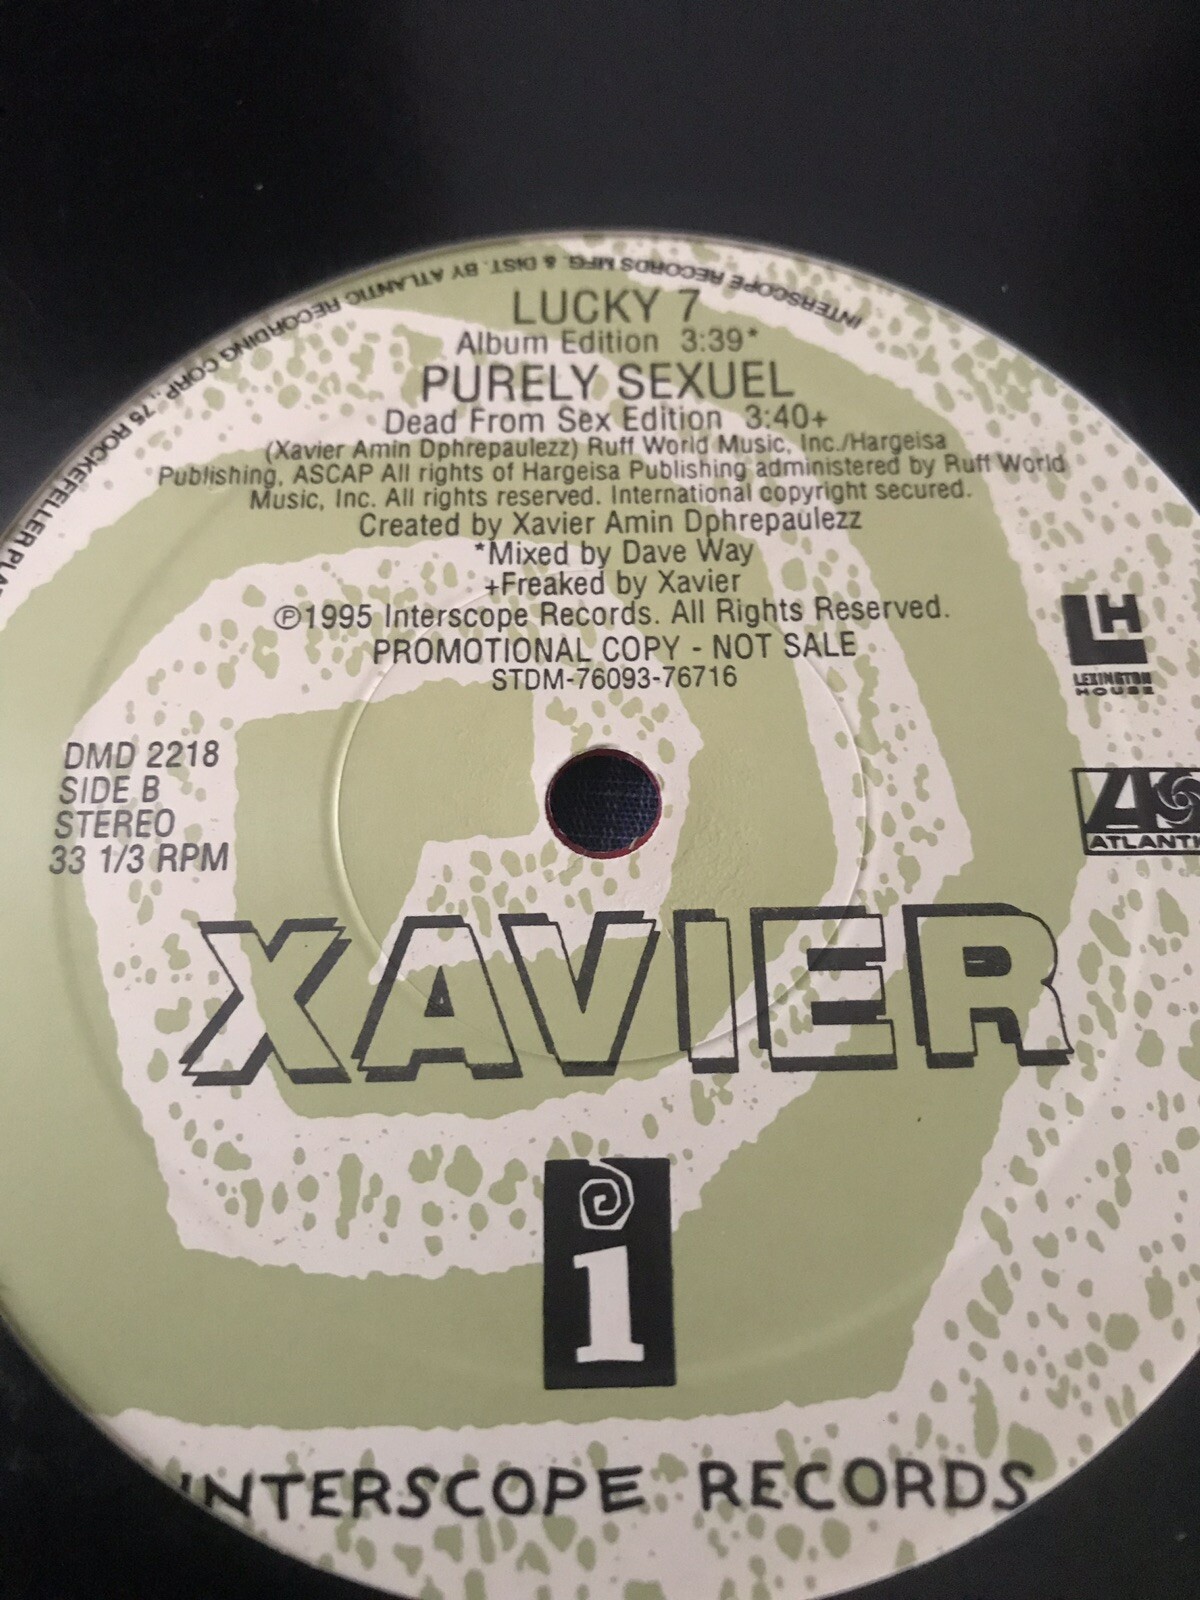 INTERSCOPE RECORDS MFG. & DIST. BY ATLANTIC RECORDING CORP., 75 ROCKEFELLER
LUCKY 7
Album Edition 3:39*
PURELY SEXUEL
Dead From Sex Edition 3:40+
(Xavier Amin Dphrepaulezz) Ruff World Music, Inc./Hargeisa
Publishing, ASCAP All rights of Hargeisa Publishing administered by Ruff World
Music, Inc. All rights reserved. International copyright secured.
Created by Xavier Amin Dphrepaulezz
*Mixed by Dave Way
+Freaked by Xavier
℗1995 Interscope Records. All Rights Reserved.
PROMOTIONAL COPY - NOT SALE
STDM-76093-76716
LH
LEXINGTON
HOUSE
DMD 2218
SIDE B
STEREO
33 1/3 RPM
A
ATLANTI
XAVIER
i
INTERSCOPE RECORDS